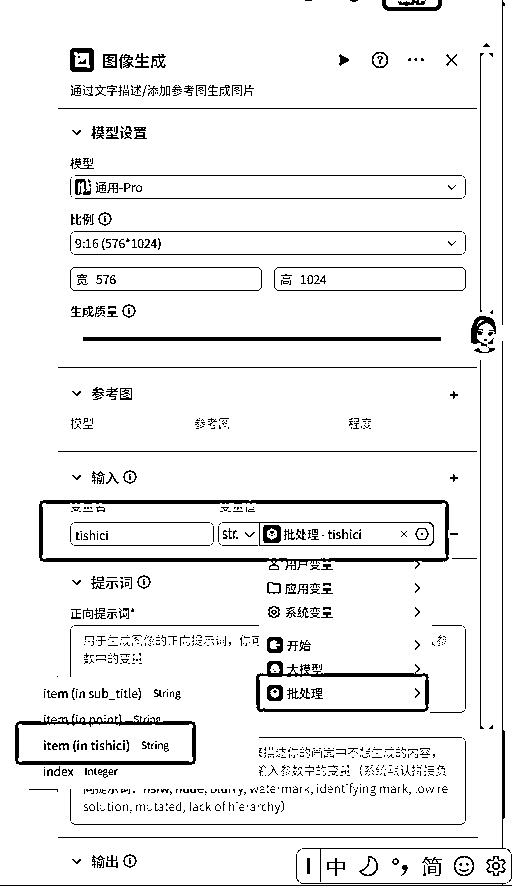 图像生成
通过文字描述/添加参考图生成图片
模型设置
模型
通用-Pro
比例
9:16 (576*1024)
宽 576 高 1024
生成质量
参考图
模型 参考图 程度
输入
变量名 变量值
tishici str. 批处理 - tishici
用户变量
提示词
应用变量
系统变量
正向提示词*
用于生成图像的正向提示词，你可
数中的变量
开始
大模型
批处理
item (in sub_title) String
item (in point) String
item (in tishici) String
index Integer
描述你的画面中不想生成的内容，
输入参数中的变量（系统默认拼接负
向提示词：nsfw, nude, blurry, watermark, identifying mark, low re
solution, mutated, lack of hierarchy）
输出
中 简